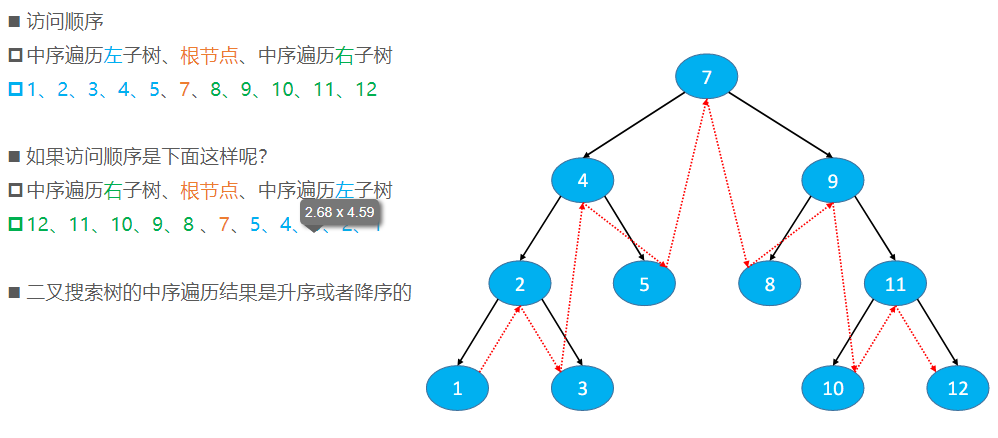 ■ 访问顺序
中序遍历左子树、根节点、中序遍历右子树
1、2、3、4、5、7、8、9、10、11、12
■ 如果访问顺序是下面这样呢？
中序遍历右子树、根节点、中序遍历左子树
12、11、10、9、8 、7、5、4、
2.68 x 4.59
■ 二叉搜索树的中序遍历结果是升序或者降序的
7
4
9
2
5
8
11
1
3
10
12